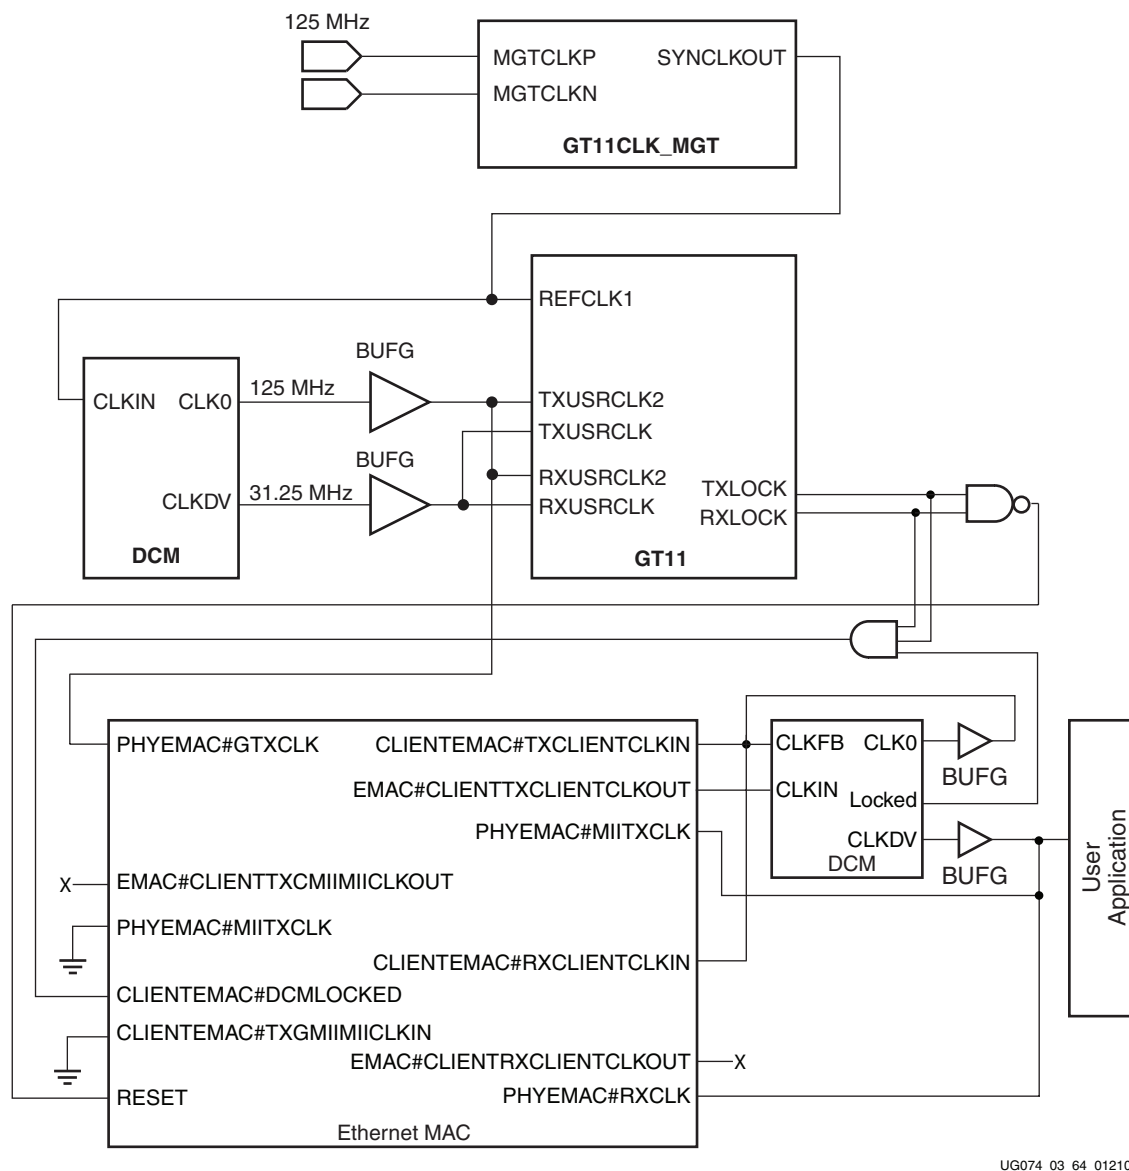 125 MHz
MGTCLKP SYNCLKOUT
MGTCLKN
GT11CLK_MGT
REFCLK1
BUFG
CLKIN CLK0 125 MHz TXUSRCLK2
TXUSRCLK
BUFG
RXUSRCLK2
CLKDV 31.25 MHz RXUSRCLK
TXLOCK
RXLOCK
DCM
GT11
PHYEMAC#GTXCLK CLIENTEMAC#TXCLIENTCLKIN CLKFB CLK0
BUFG
EMAC#CLIENTTXCLIENTCLKOUT CLKIN
Locked
PHYEMAC#MIITXCLK CLKDV
DCM
BUFG
User
Application
EMAC#CLIENTTXCMIIMIICLKOUT
X
PHYEMAC#MIITXCLK
CLIENTEMAC#RXCLIENTCLKIN
CLIENTEMAC#DCMLOCKED
CLIENTEMAC#TXGMIIMIICLKIN
EMAC#CLIENTRXCLIENTCLKOUT X
RESET PHYEMAC#RXCLK
Ethernet MAC
UG074_03_64_01210